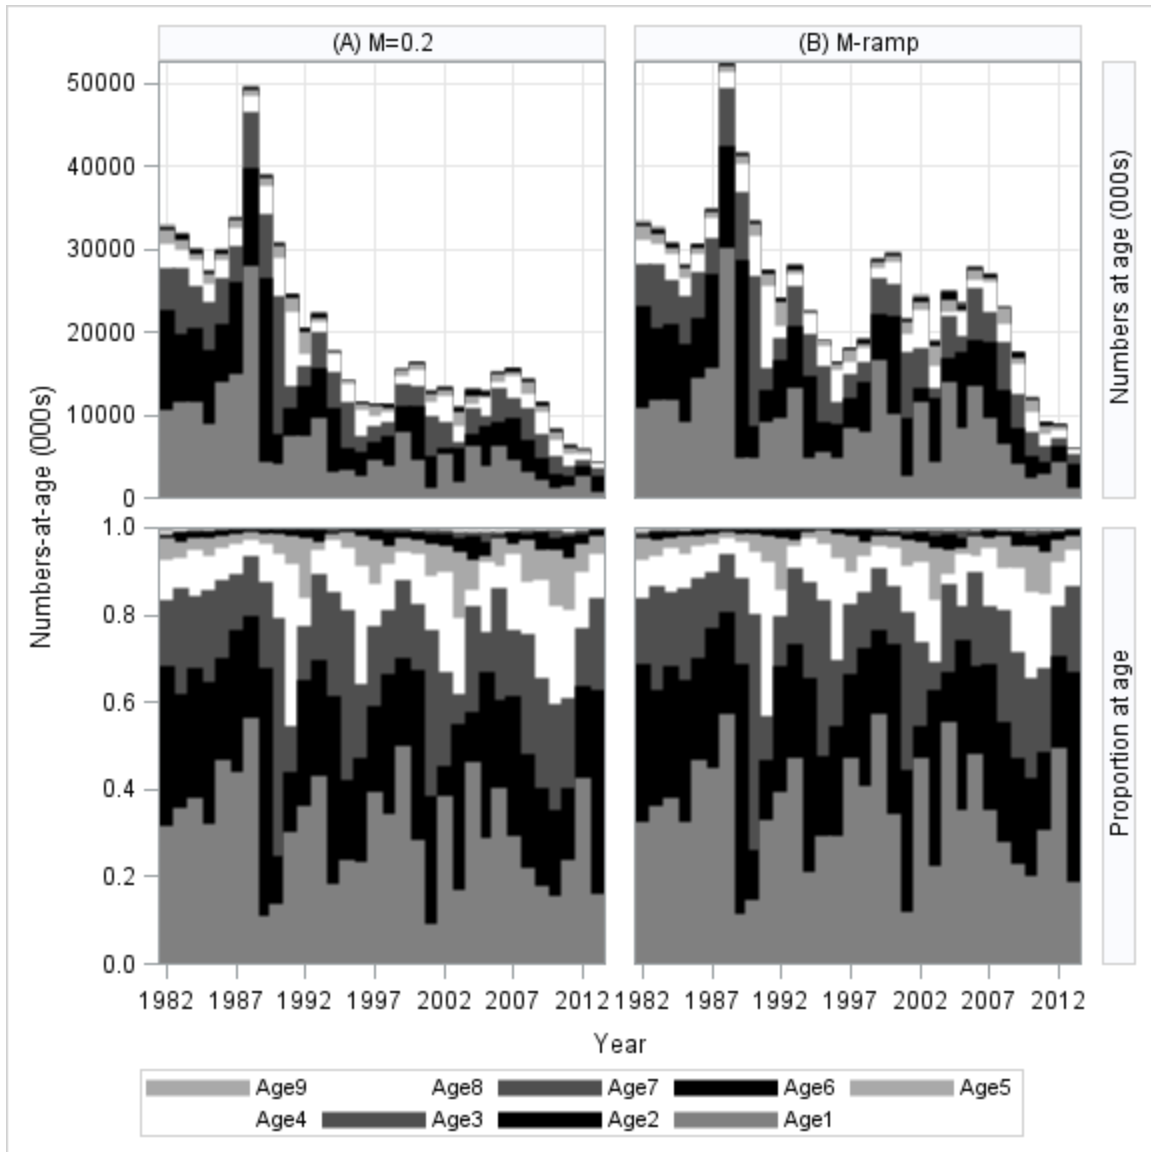 (A) M=0.2
(B) M-ramp
50000
40000
30000
20000
10000
0
Numbers at age (000s)
Numbers-at-age (000s)
1.0
0.8
0.6
0.4
0.2
0.0
Proportion at age
1982 1987 1992 1997 2002 2007 2012 1982 1987 1992 1997 2002 2007 2012
Year
Age9 Age8 Age7 Age6 Age5
Age4 Age3 Age2 Age1